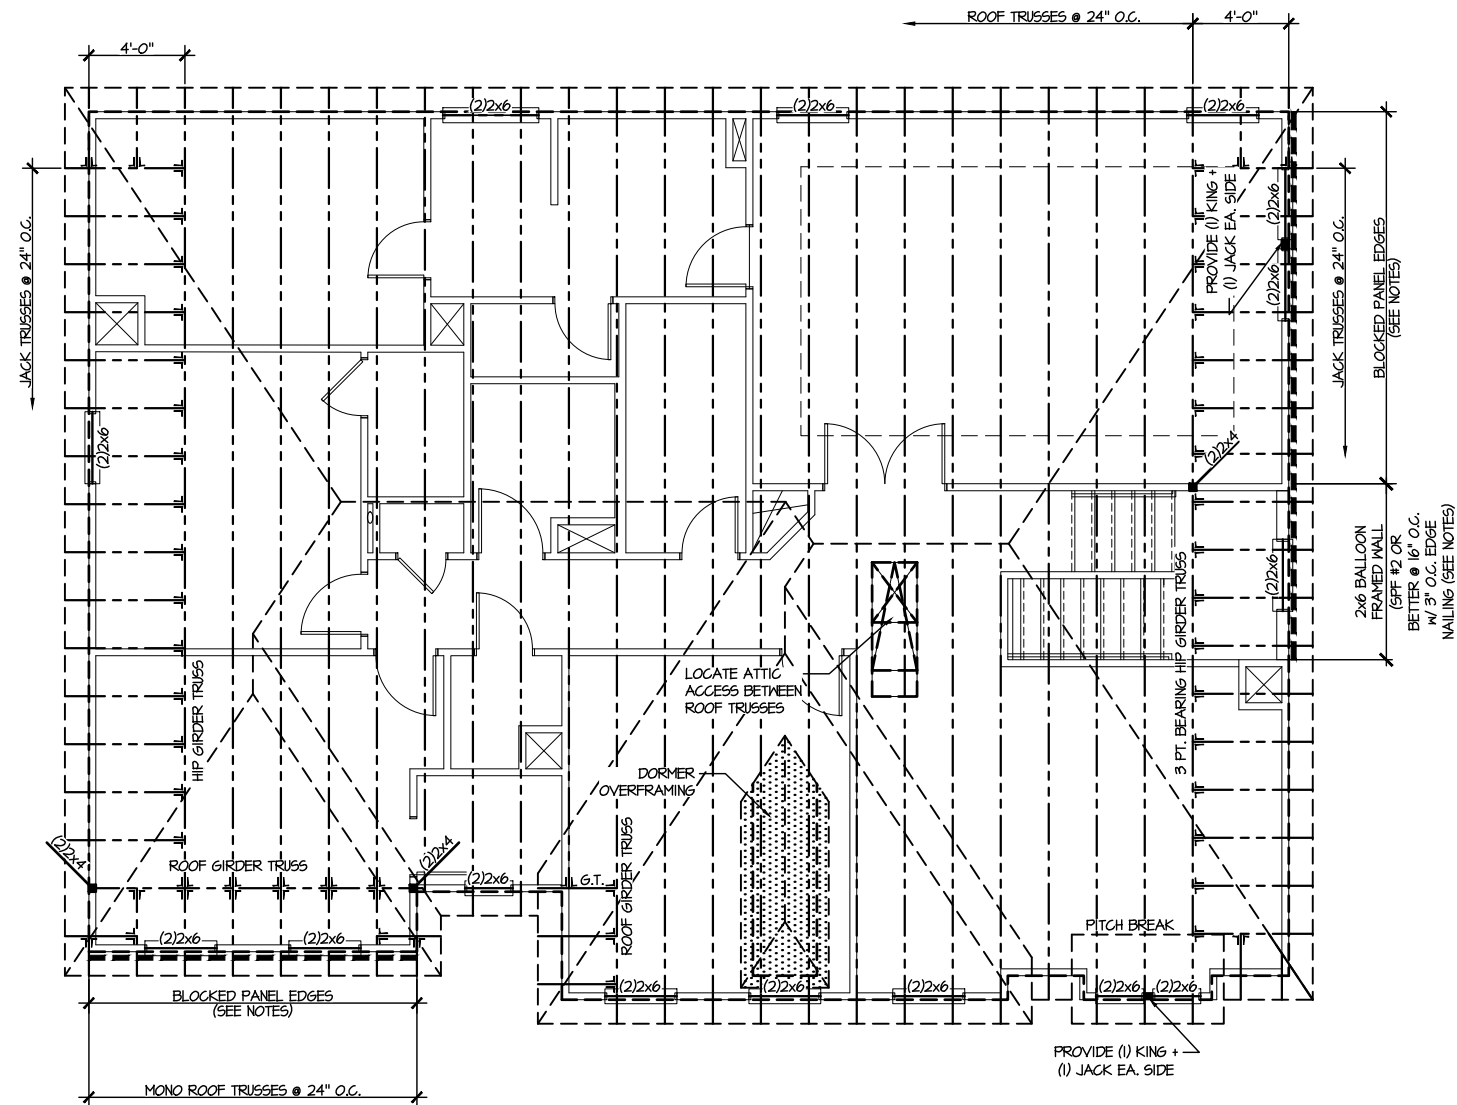 ROOF TRUSSES @ 24" O.C.
4'-0"
4'-0"
(2)2x6
(2)2x6
(2)2x6
JACK TRUSSES @ 24" O.C.
PROVIDE (1) KING +
(1) JACK EA. SIDE
(2)2x6
(2)2x6
JACK TRUSSES @ 24" O.C.
BLOCKED PANEL EDGES
(SEE NOTES)
(2)2x6
(2)2x4
2x6 BALLOON
FRAMED WALL
(SPF #2 OR
BETTER @ 16" O.C.
W/ 3" O.C. EDGE
NAILING (SEE NOTES)
(2)2x6
3 PT. BEARING HIP GIRDER TRUSS
HIP GIRDER TRUSS
LOCATE ATTIC
ACCESS BETWEEN
ROOF TRUSSES
DORMER
OVERFRAMING
ROOF GIRDER TRUSS
(2)2x4
ROOF GIRDER TRUSS
(2)2x4
(2)2x6
G.T.
PITCH BREAK
(2)2x6
(2)2x6
(2)2x6
(2)2x6
(2)2x6
(2)2x6
(2)2x6
BLOCKED PANEL EDGES
(SEE NOTES)
PROVIDE (1) KING +
(1) JACK EA. SIDE
MONO ROOF TRUSSES @ 24" O.C.